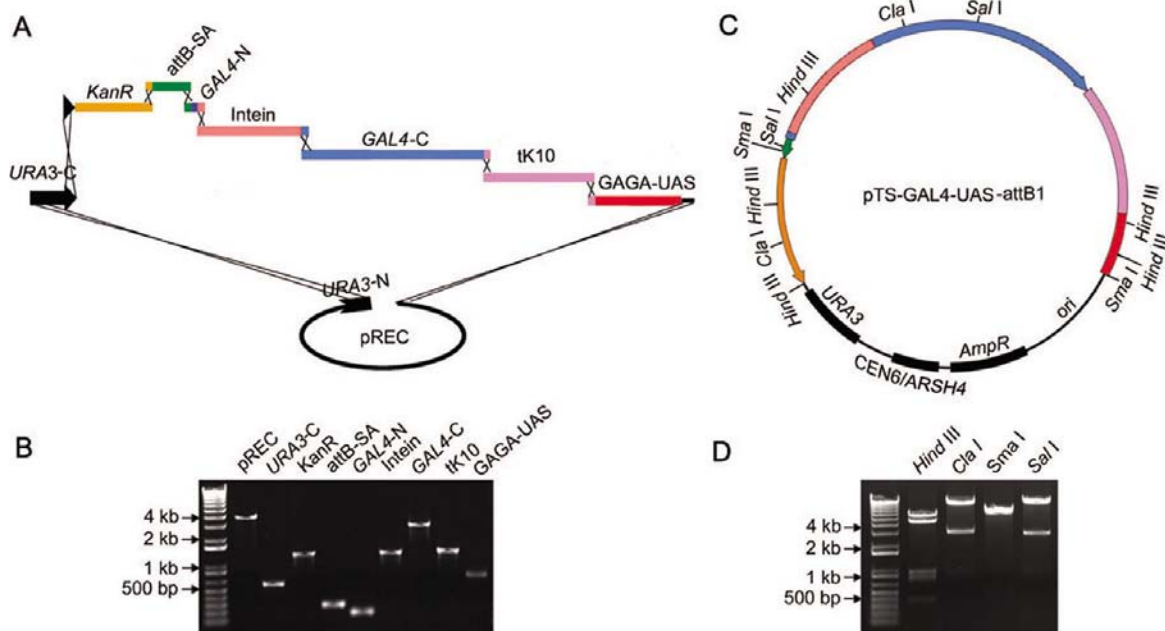 A
attB-SA
KanR
GAL4-N
Intein
GAL4-C
tK10
URA3-C
GAGA-UAS
URA3-N
pREC
B
pREC
URA3-C
KanR
attB-SA
GAL4-N
Intein
GAL4-C
tK10
GAGA-UAS
4 kb
2 kb
1 kb
500 bp
C
Cla I
Sal I
Hind III
Sal I
Sma I
Hind III
Cla I
Hind III
pTS-GAL4-UAS-attB1
Hind III
Hind III
Sma I
ori
URA3
CEN6/ARSH4
AmpR
D
Hind III
Cla I
Sma I
Sal I
4 kb
2 kb
1 kb
500 bp